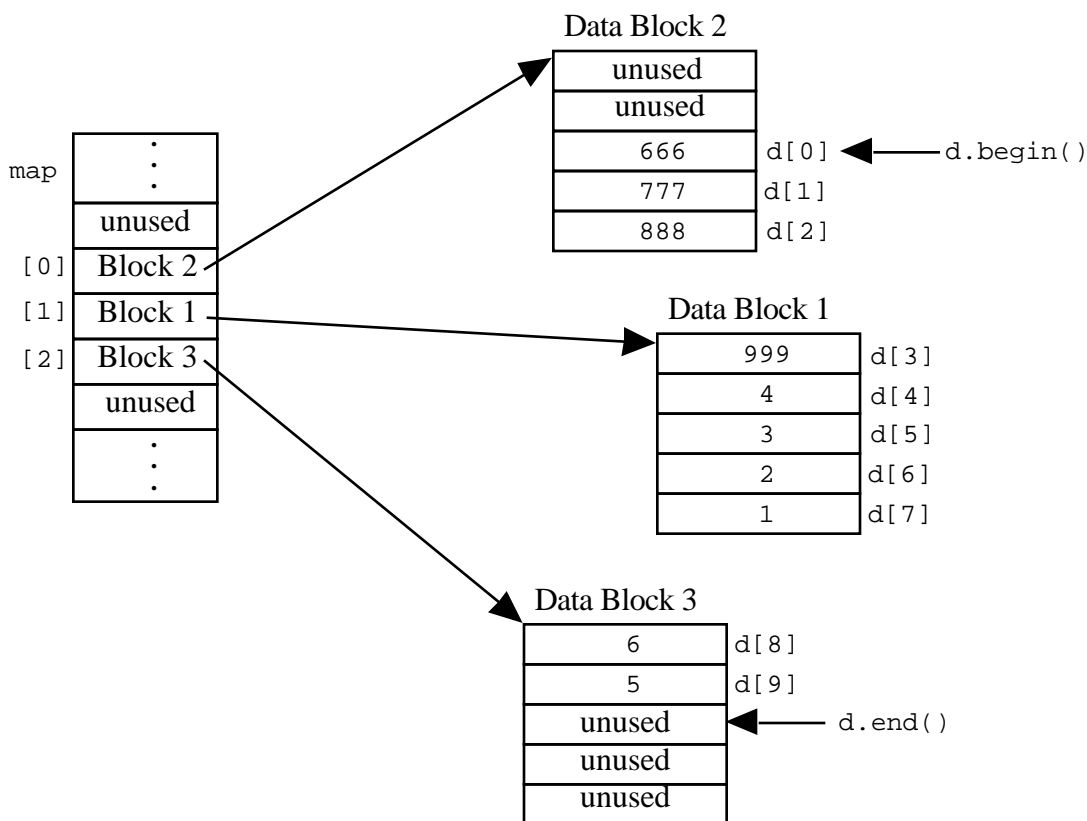 Data Block 2
unused
unused
666 d[0] d.begin()
777 d[1]
888 d[2]
map
unused
[0] Block 2
[1] Block 1
[2] Block 3
unused
Data Block 1
999 d[3]
4 d[4]
3 d[5]
2 d[6]
1 d[7]
Data Block 3
6 d[8]
5 d[9]
unused d.end()
unused
unused